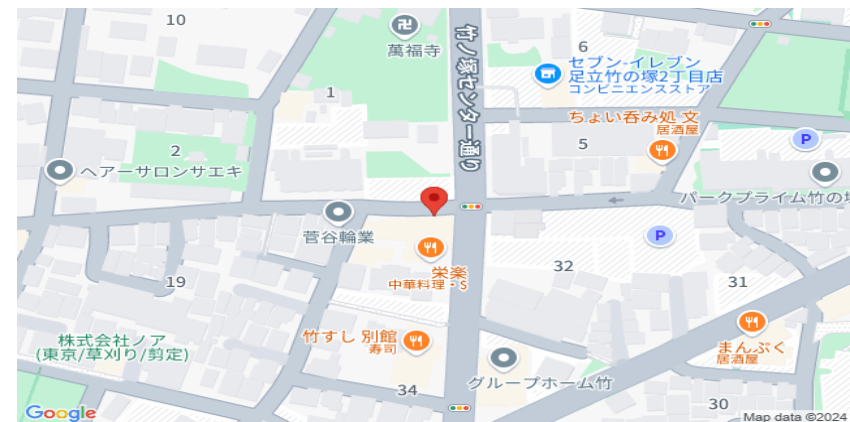 10
卍
萬福寺
竹ノ塚センター通り
6
セブン-イレブン
足立竹の塚2丁目店
コンビニエンスストア
1
ちょい呑み処 文
居酒屋
5
P
2
ヘアーサロンサエキ
パークプライム竹の塚
菅谷輪業
P
栄楽
中華料理・S
32
31
19
株式会社ノア
(東京/草刈り/剪定)
竹すし 別館
寿司
まんぷく
居酒屋
グループホーム竹
34
30
Google
Map data ©2024